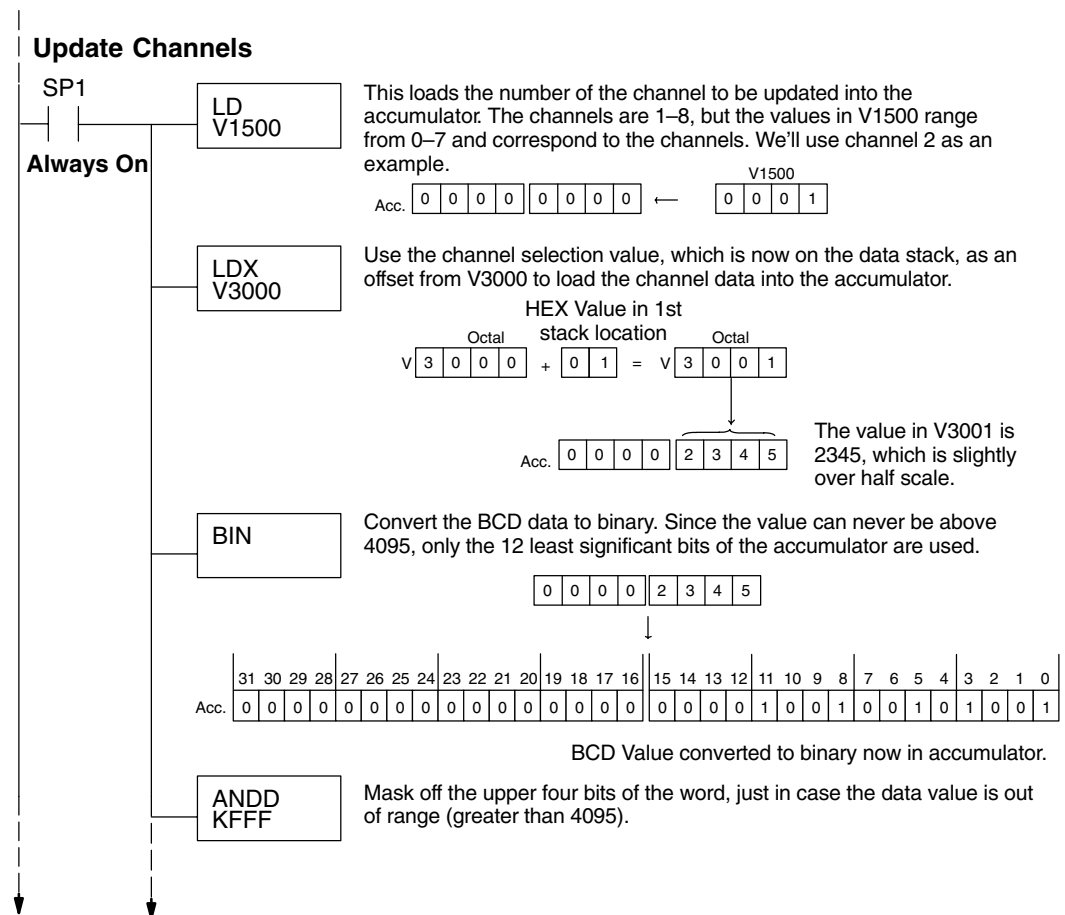 Update Channels
SP1
Always On
LD
V1500
This loads the number of the channel to be updated into the
accumulator. The channels are 1–8, but the values in V1500 range
from 0–7 and correspond to the channels. We'll use channel 2 as an
example.
V1500
Acc. 0 0 0 0 0 0 0 0 ← 0 0 0 1
LDX
V3000
Use the channel selection value, which is now on the data stack, as an
offset from V3000 to load the channel data into the accumulator.
HEX Value in 1st
stack location
Octal Octal
V 3 0 0 0 + 0 1 = V 3 0 0 1
Acc. 0 0 0 0 2 3 4 5
The value in V3001 is
2345, which is slightly
over half scale.
BIN
Convert the BCD data to binary. Since the value can never be above
4095, only the 12 least significant bits of the accumulator are used.
0 0 0 0 2 3 4 5
31 30 29 28 27 26 25 24 23 22 21 20 19 18 17 16 15 14 13 12 11 10 9 8 7 6 5 4 3 2 1 0
Acc. 0 0 0 0 0 0 0 0 0 0 0 0 0 0 0 0 0 0 0 0 1 0 0 1 0 0 1 0 1 0 0 1
BCD Value converted to binary now in accumulator.
ANDD
KFFF
Mask off the upper four bits of the word, just in case the data value is out
of range (greater than 4095).